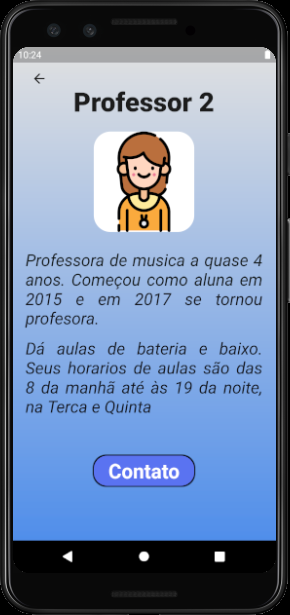 10:24
Professor 2
Professora de musica a quase 4
anos. Começou como aluna em
2015 e em 2017 se tornou
profesora.
Dá aulas de bateria e baixo.
Seus horarios de aulas são das
8 da manhã até às 19 da noite,
na Terca e Quinta
Contato